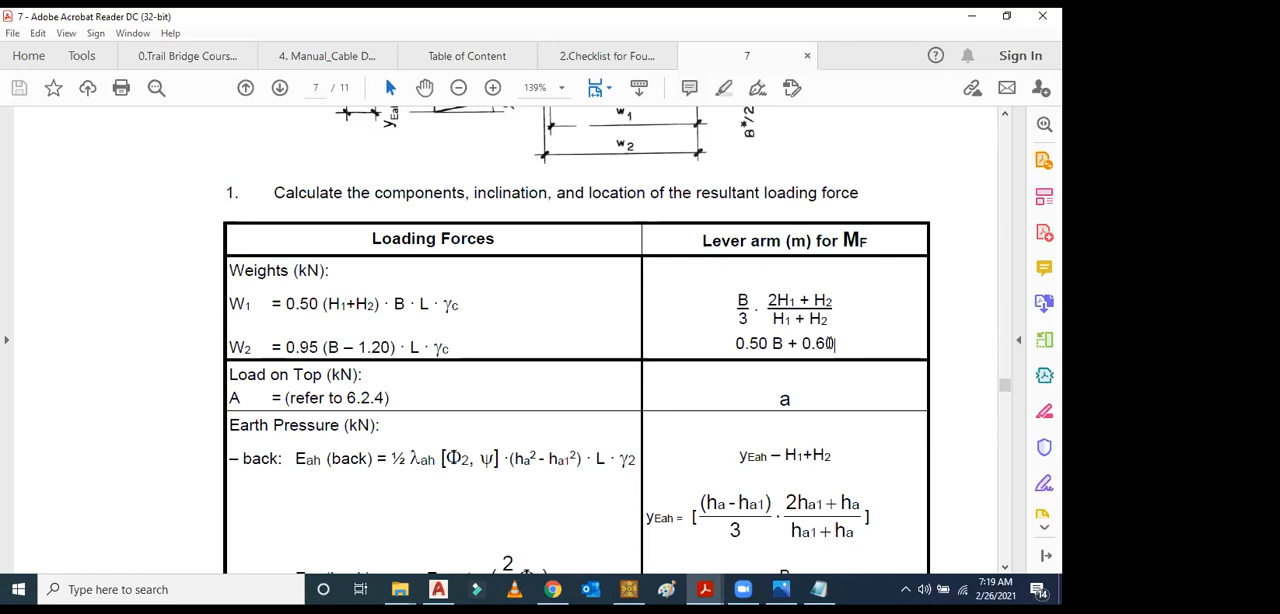 7 - Adobe Acrobat Reader DC (32-bit)
File Edit View Sign Window Help
Home Tools 0.Trail Bridge Cours... 4. Manual_Cable D... Table of Content 2.Checklist for Fou... 7 × Sign In
7 / 11 139%
yEah
w1
w2
B*/2
1. Calculate the components, inclination, and location of the resultant loading force
Loading Forces Lever arm (m) for MF
Weights (kN):
W1 = 0.50 (H1+H2) · B · L · γc B/3 · (2H1 + H2)/(H1 + H2)
W2 = 0.95 (B – 1.20) · L · γc 0.50 B + 0.60
Load on Top (kN):
A = (refer to 6.2.4) a
Earth Pressure (kN):
– back: Eah (back) = ½ λah [Φ2, ψ] ·(ha² - ha1²) · L · γ2 yEah – H1+H2
yEah = [ (ha - ha1)/3 · (2ha1 + ha)/(ha1 + ha) ]
2
Type here to search
7:19 AM
2/26/2021
14